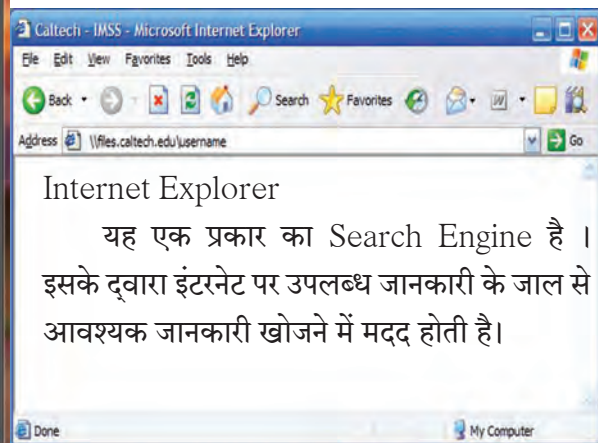 Caltech - IMSS - Microsoft Internet Explorer
File Edit View Favorites Tools Help
Back Search Favorites
Address \\files.caltech.edu\username Go
Internet Explorer
यह एक प्रकार का Search Engine है ।
इसके द्वारा इंटरनेट पर उपलब्ध जानकारी के जाल से
आवश्यक जानकारी खोजने में मदद होती है।
Done My Computer